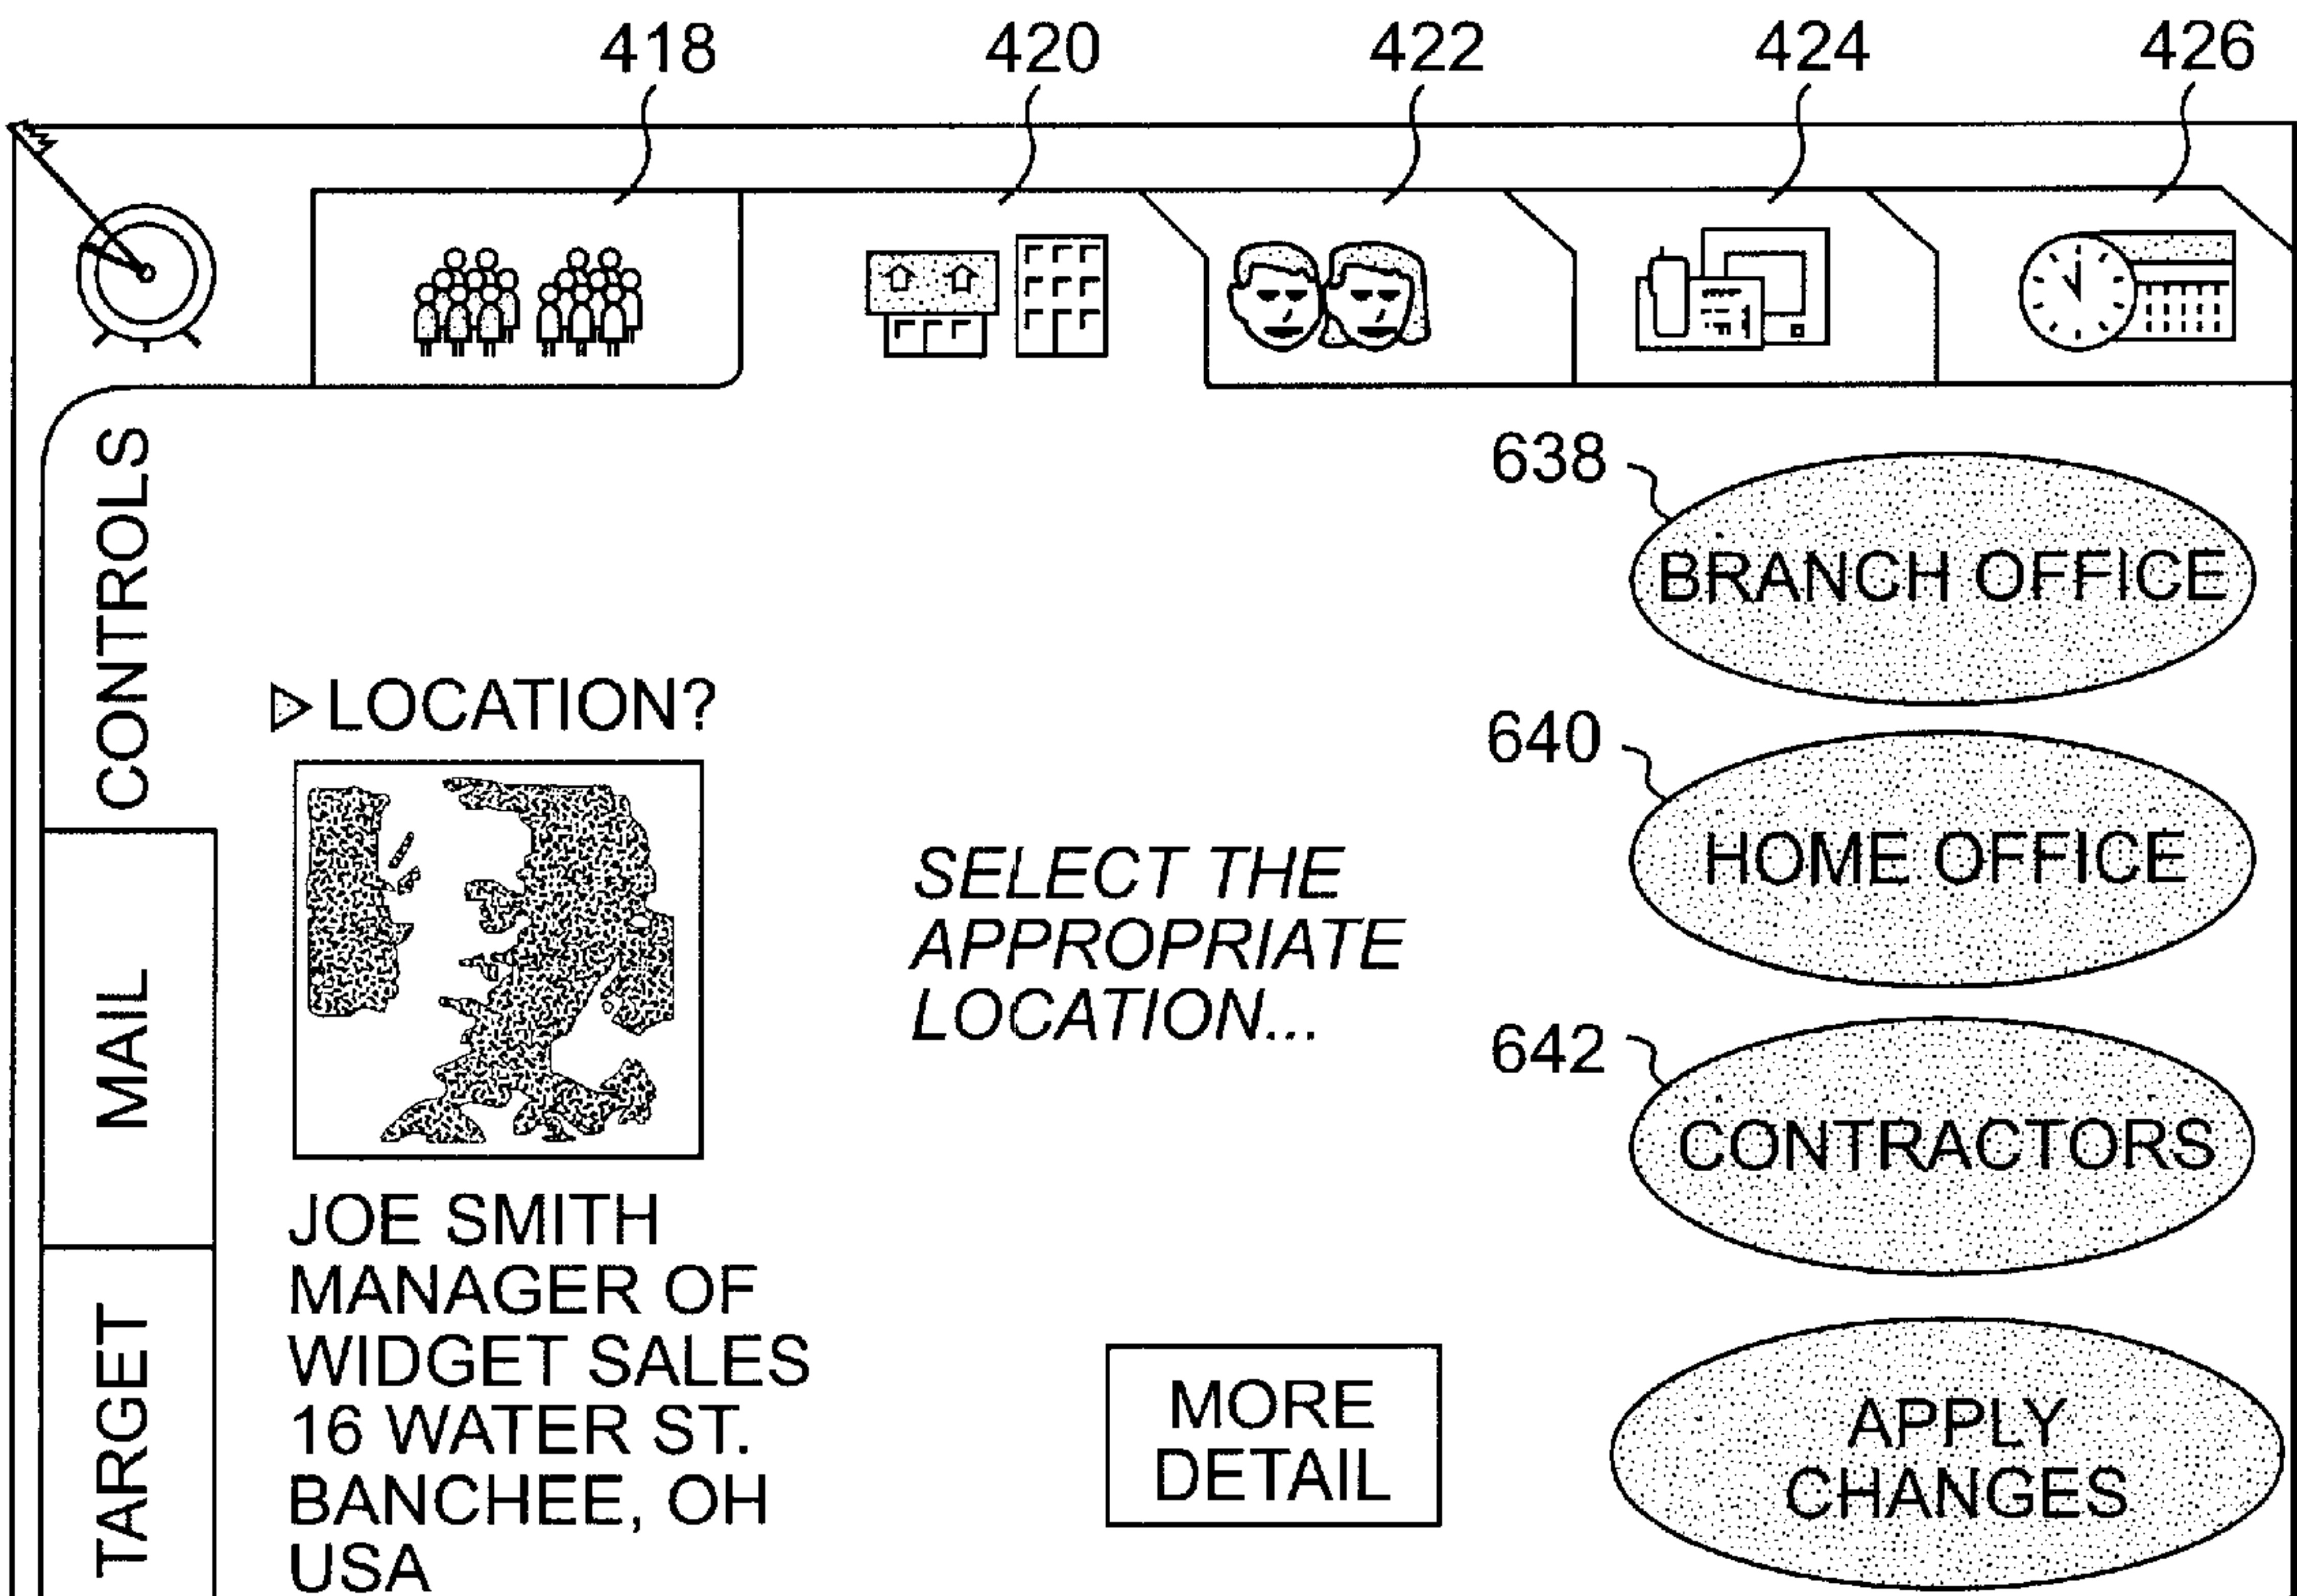 418 420 422 424 426
CONTROLS
MAIL
TARGET
LOCATION?
JOE SMITH
MANAGER OF
WIDGET SALES
16 WATER ST.
BANCHEE, OH
USA
SELECT THE
APPROPRIATE
LOCATION...
MORE
DETAIL
638
BRANCH OFFICE
640
HOME OFFICE
642
CONTRACTORS
APPLY
CHANGES